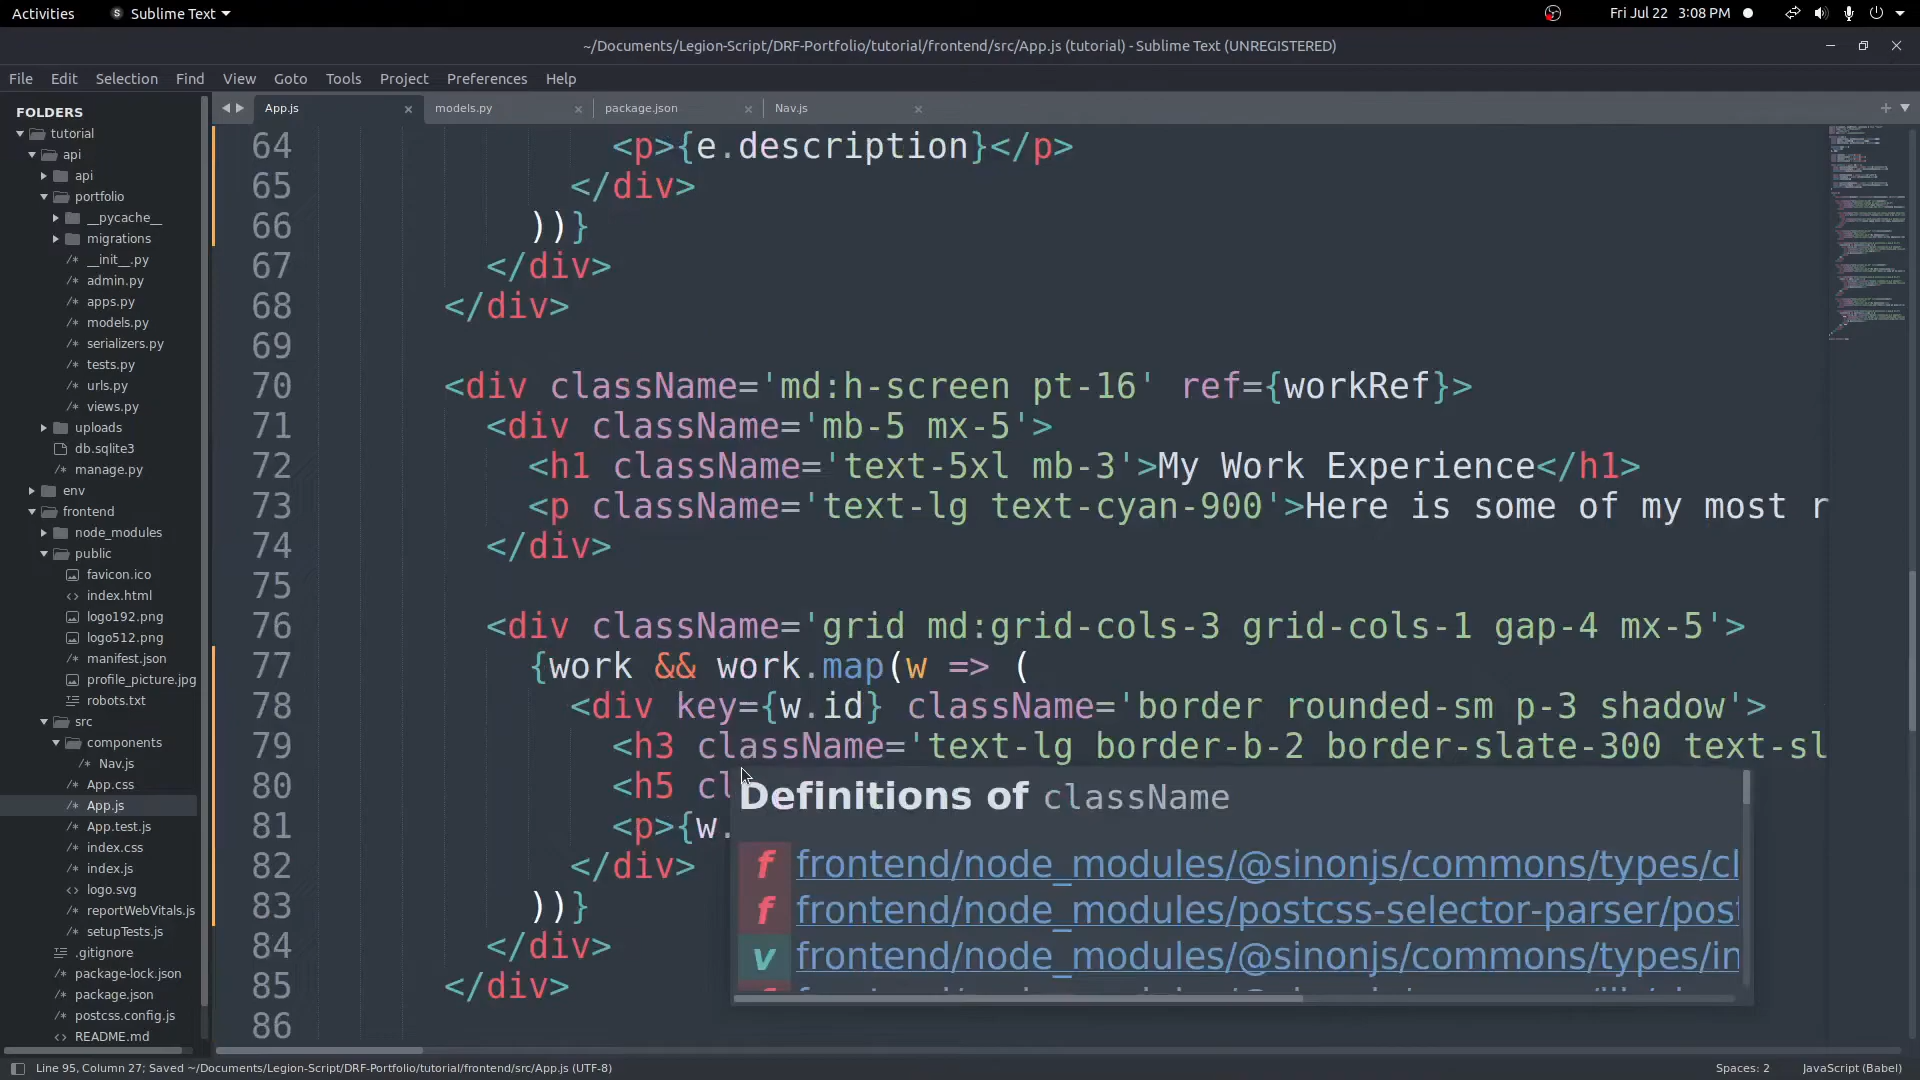 Activities
Sublime Text
Fri Jul 22 3:08 PM
~/Documents/Legion-Script/DRF-Portfolio/tutorial/frontend/src/App.js (tutorial) - Sublime Text (UNREGISTERED)
File Edit Selection Find View Goto Tools Project Preferences Help
FOLDERS
tutorial
api
api
portfolio
__pycache__
migrations
__init__.py
admin.py
apps.py
models.py
serializers.py
tests.py
urls.py
views.py
uploads
db.sqlite3
manage.py
env
frontend
node_modules
public
favicon.ico
index.html
logo192.png
logo512.png
manifest.json
profile_picture.jpg
robots.txt
src
components
Nav.js
App.css
App.js
App.test.js
index.css
index.js
logo.svg
reportWebVitals.js
setupTests.js
.gitignore
package-lock.json
package.json
postcss.config.js
README.md
App.js models.py package.json Nav.js
64 <p>{e.description}</p>
65 </div>
66 ))}
67 </div>
68 </div>
69
70 <div className='md:h-screen pt-16' ref={workRef}>
71 <div className='mb-5 mx-5'>
72 <h1 className='text-5xl mb-3'>My Work Experience</h1>
73 <p className='text-lg text-cyan-900'>Here is some of my most r
74 </div>
75
76 <div className='grid md:grid-cols-3 grid-cols-1 gap-4 mx-5'>
77 {work && work.map(w => (
78 <div key={w.id} className='border rounded-sm p-3 shadow'>
79 <h3 className='text-lg border-b-2 border-slate-300 text-sl
80 <h5 cl
81 <p>{w.
82 </div>
83 ))}
84 </div>
85 </div>
86
Definitions of className
f frontend/node_modules/@sinonjs/commons/types/cl
f frontend/node_modules/postcss-selector-parser/post
v frontend/node_modules/@sinonjs/commons/types/in
Line 95, Column 27; Saved ~/Documents/Legion-Script/DRF-Portfolio/tutorial/frontend/src/App.js (UTF-8)
Spaces: 2
JavaScript (Babel)